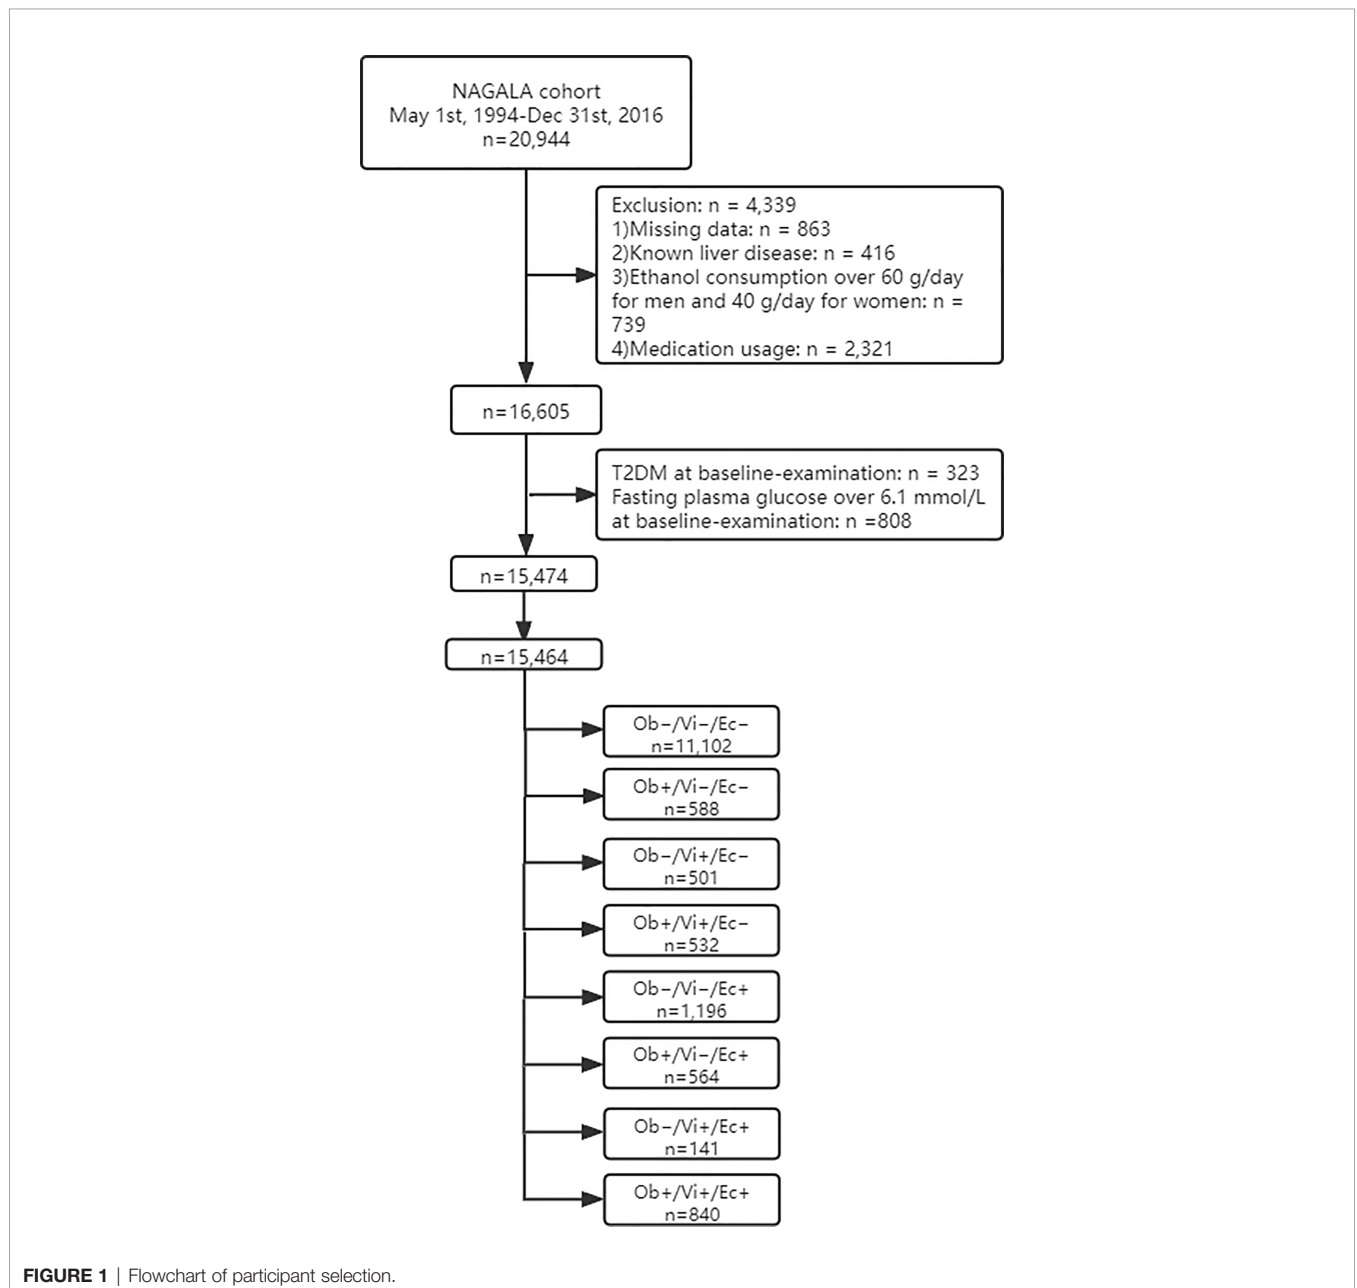 NAGALA cohort
May 1st, 1994-Dec 31st, 2016
n=20,944
Exclusion: n = 4,339
1)Missing data: n = 863
2)Known liver disease: n = 416
3)Ethanol consumption over 60 g/day
for men and 40 g/day for women: n =
739
4)Medication usage: n = 2,321
n=16,605
T2DM at baseline-examination: n = 323
Fasting plasma glucose over 6.1 mmol/L
at baseline-examination: n =808
n=15,474
n=15,464
Ob−/Vi−/Ec−
n=11,102
Ob+/Vi−/Ec−
n=588
Ob−/Vi+/Ec−
n=501
Ob+/Vi+/Ec−
n=532
Ob−/Vi−/Ec+
n=1,196
Ob+/Vi−/Ec+
n=564
Ob−/Vi+/Ec+
n=141
Ob+/Vi+/Ec+
n=840
FIGURE 1 | Flowchart of participant selection.